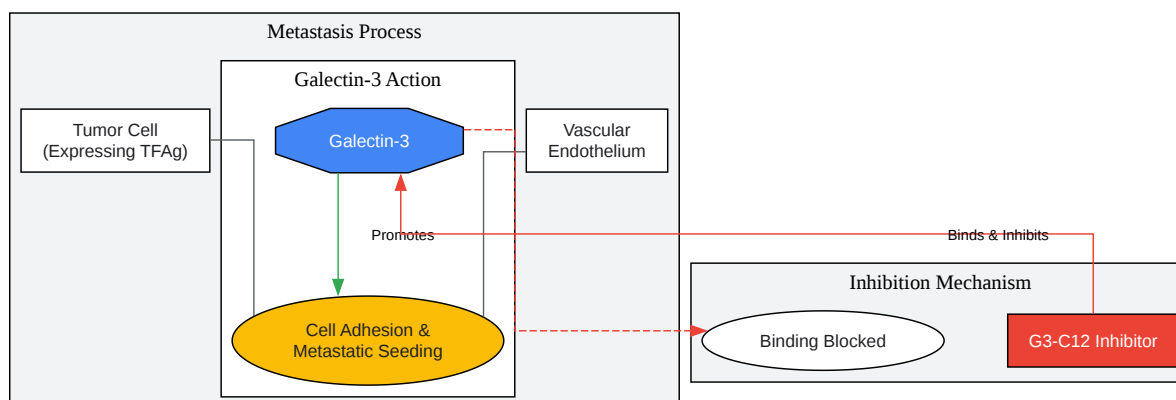 Metastasis Process
Galectin-3 Action
Tumor Cell
(Expressing TFAg)
Galectin-3
Vascular
Endothelium
Promotes
Binds & Inhibits
Inhibition Mechanism
Cell Adhesion &
Metastatic Seeding
Binding Blocked
G3-C12 Inhibitor